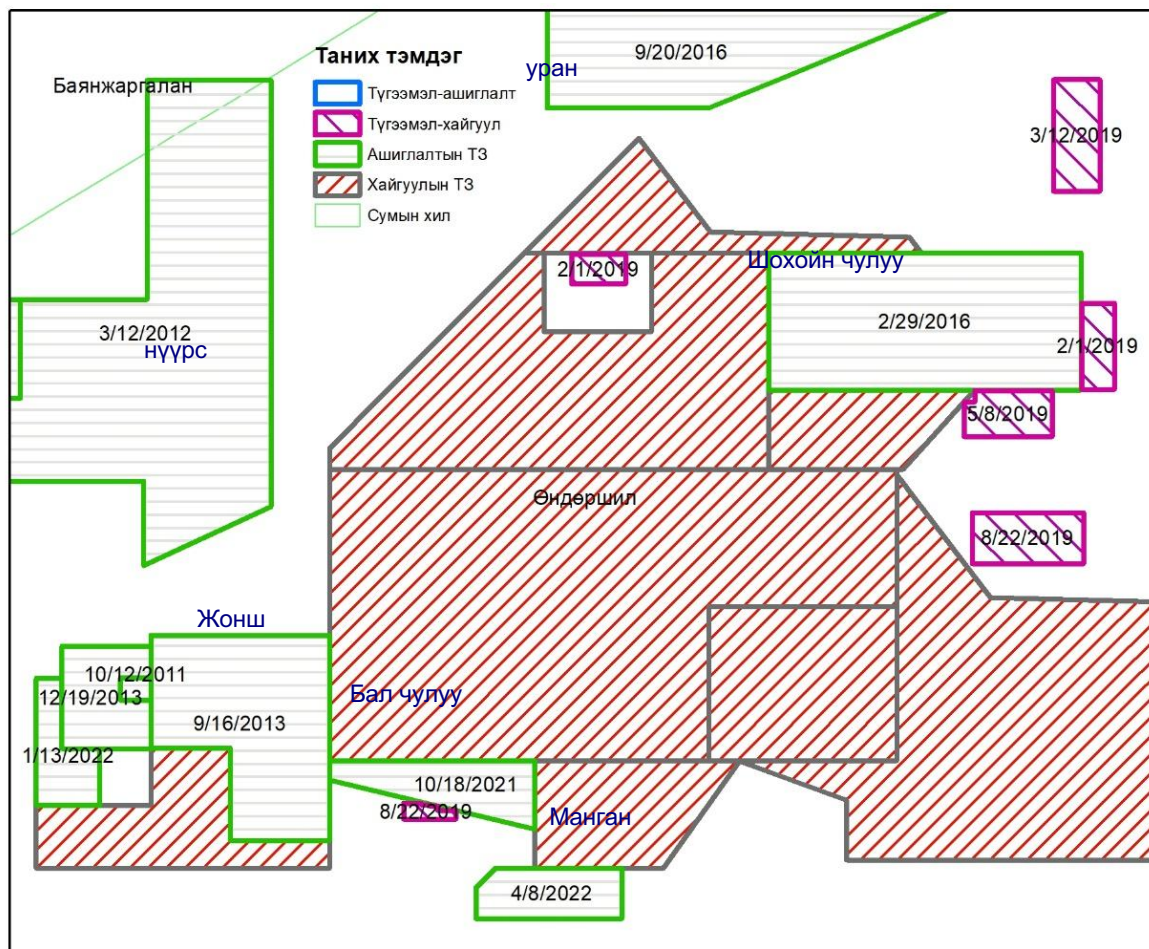 9/20/2016
Таних тэмдэг
уран
Баянжаргалан
Түгээмэл-ашиглалт
Түгээмэл-хайгуул
3/12/2019
Ашиглалтын ТЗ
Хайгуулын ТЗ
Сумын хил
Шохойн чулуу
2/1/2019
2/29/2016
3/12/2012
нүүрс
2/1/2019
5/8/2019
Өндөршил
8/22/2019
Жонш
10/12/2011
12/19/2013
Бал чулуу
9/16/2013
1/13/2022
10/18/2021
8/22/2019
Манган
4/8/2022